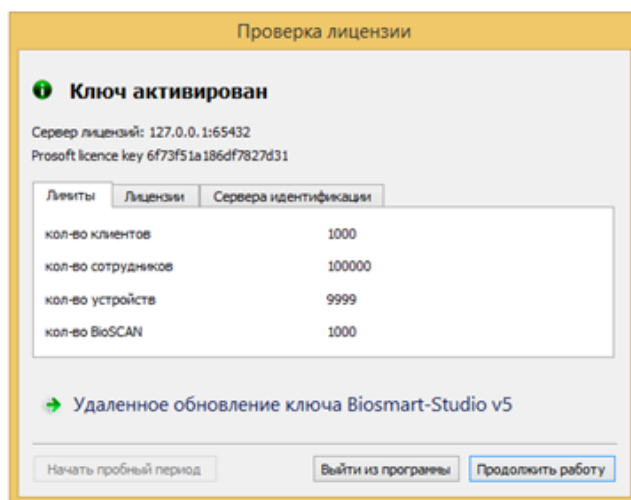 Проверка лицензии
Ключ активирован
Сервер лицензий: 127.0.0.1:65432
Prosoft licence key 6f73f51a186df7827d31
Лимиты Лицензии Сервера идентификации
кол-во клиентов 1000
кол-во сотрудников 100000
кол-во устройств 9999
кол-во BioSCAN 1000
Удаленное обновление ключа Biosmart-Studio v5
Начать пробный период Выйти из программы Продолжить работу